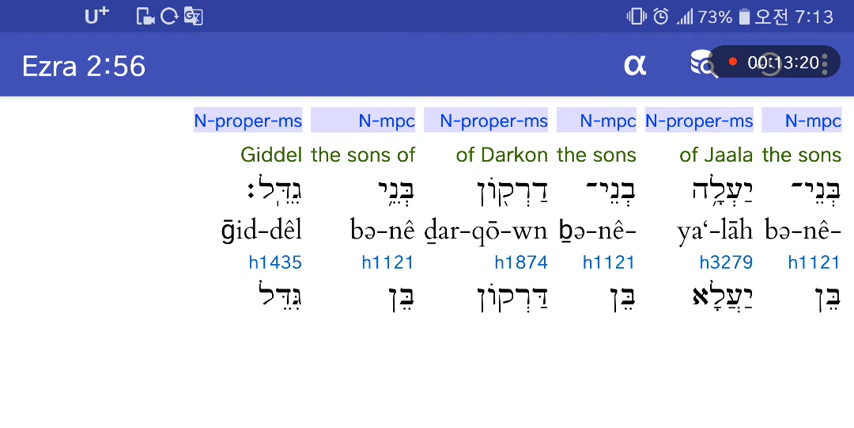 U+ 73% 오전 7:13
Ezra 2:56 α 00:13:20
N-proper-ms N-mpc N-proper-ms N-mpc N-proper-ms N-mpc
Giddel the sons of of Darkon the sons of Jaala the sons
בְּנֵי־ יַעְלָ֥ה בְנֵי־ דַרְק֖וֹן בְּנֵ֥י גִדֵּֽל׃
ḡid-dêl bə-nê ḏar-qō-wn ḇə-nê- ya‘-lāh bə-nê-
h1435 h1121 h1874 h1121 h3279 h1121
בֵּן יַעֲלָא בֵּן דַּרְקוֹן בֵּן גִּדֵּל